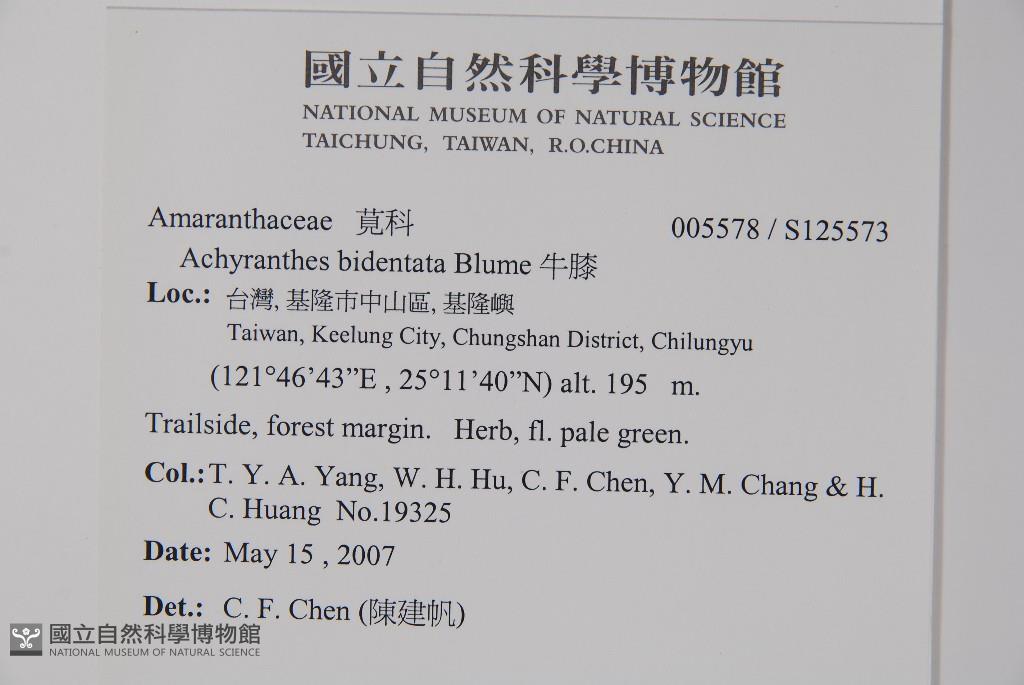 國立自然科學博物館
NATIONAL MUSEUM OF NATURAL SCIENCE
TAICHUNG, TAIWAN, R.O.CHINA
Amaranthaceae 莧科 005578 / S125573
Achyranthes bidentata Blume 牛膝
Loc.: 台灣, 基隆市中山區, 基隆嶼
Taiwan, Keelung City, Chungshan District, Chilungyu
(121°46’43”E , 25°11’40”N) alt. 195 m.
Trailside, forest margin. Herb, fl. pale green.
Col.: T. Y. A. Yang, W. H. Hu, C. F. Chen, Y. M. Chang & H.
C. Huang No.19325
Date: May 15 , 2007
Det.: C. F. Chen (陳建帆)
國立自然科學博物館
NATIONAL MUSEUM OF NATURAL SCIENCE